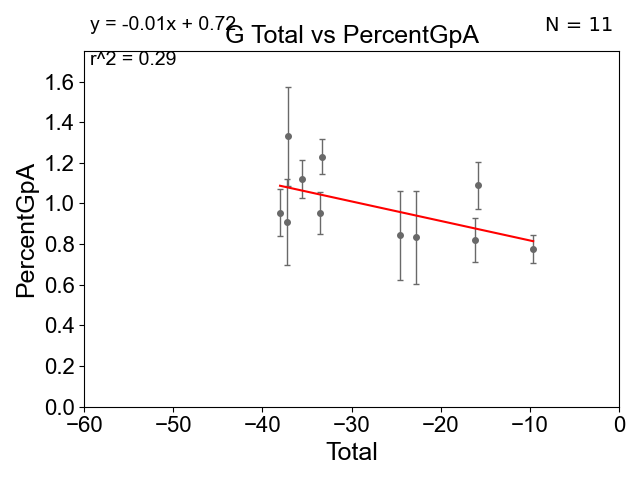 y = -0.01x + 0.72
G Total vs PercentGpA
N = 11
r^2 = 0.29
PercentGpA
1.6
1.4
1.2
1.0
0.8
0.6
0.4
0.2
0.0
−60 −50 −40 −30 −20 −10 0
Total